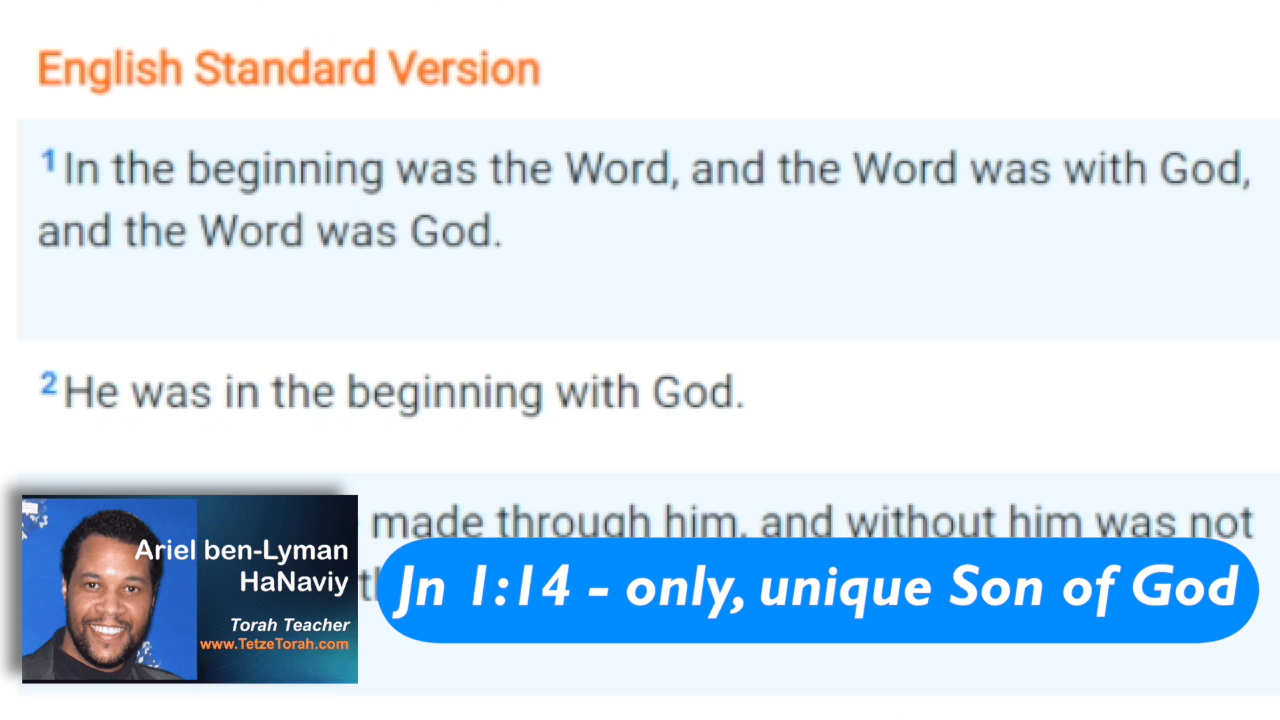 English Standard Version
1 In the beginning was the Word, and the Word was with God,
and the Word was God.
2 He was in the beginning with God.
made through him, and without him was not
Ariel ben-Lyman
HaNaviy
Torah Teacher
www.TetzeTorah.com
Jn 1:14 - only, unique Son of God